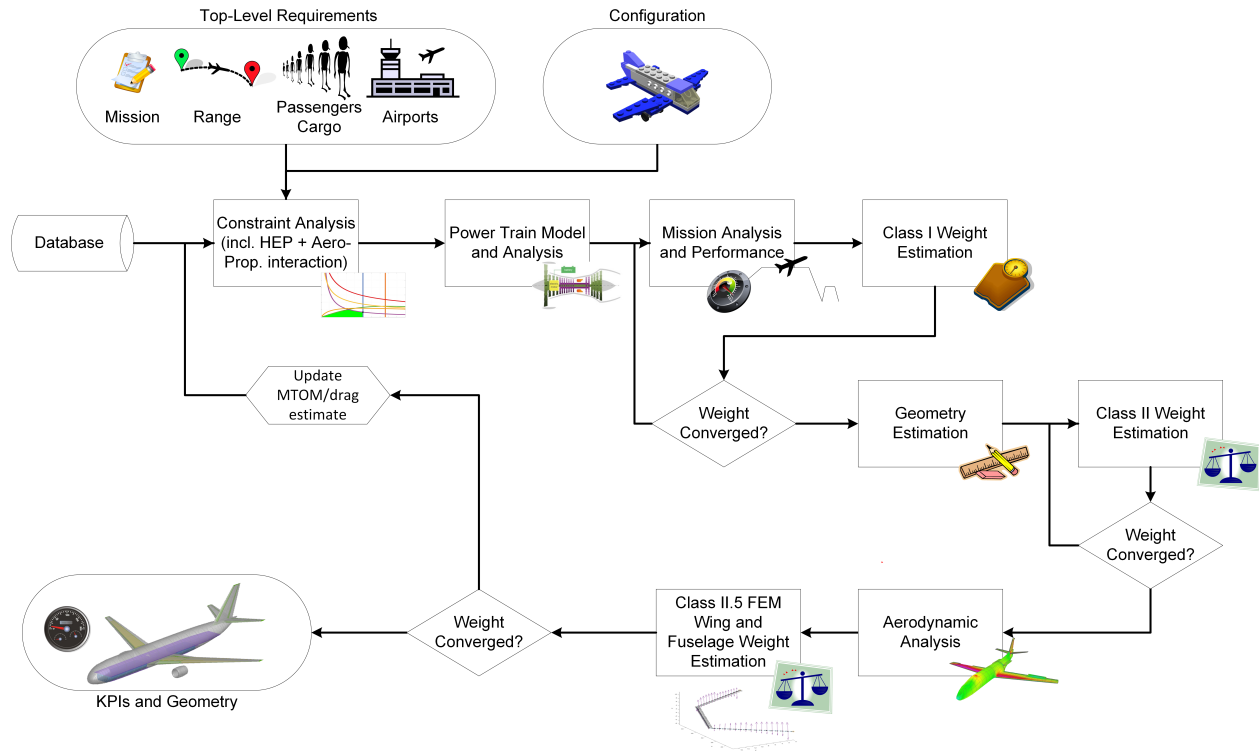 Top-Level Requirements
Configuration
Mission
Range
Passengers
Cargo
Airports
Database
Constraint Analysis
(incl. HEP + Aero-
Prop. interaction)
Power Train Model
and Analysis
Mission Analysis
and Performance
Class I Weight
Estimation
Update
MTOM/drag
estimate
Weight
Converged?
Geometry
Estimation
Class II Weight
Estimation
Weight
Converged?
KPIs and Geometry
Weight
Converged?
Class II.5 FEM
Wing and
Fuselage Weight
Estimation
Aerodynamic
Analysis